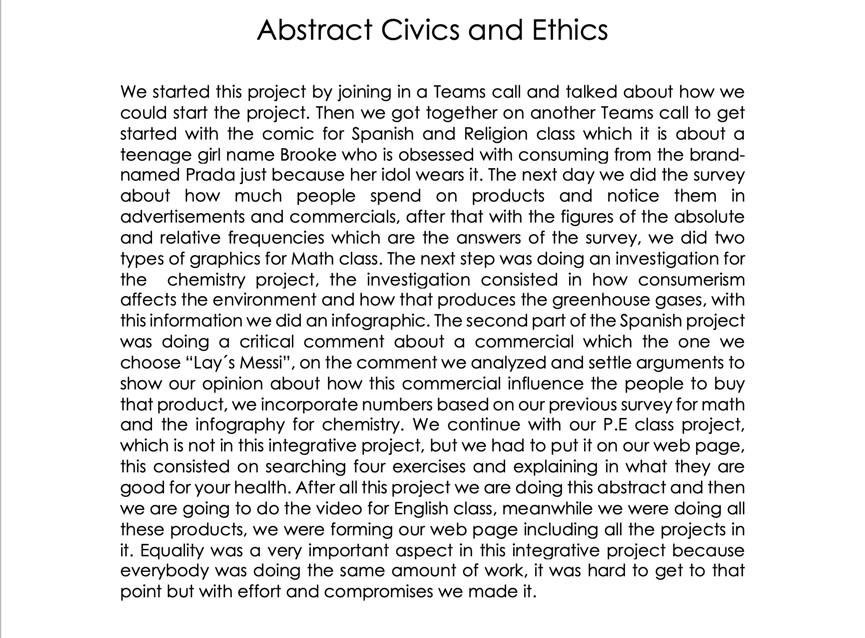 Abstract Civics and Ethics
We started this project by joining in a Teams call and talked about how we
could start the project. Then we got together on another Teams call to get
started with the comic for Spanish and Religion class which it is about a
teenage girl name Brooke who is obsessed with consuming from the brand-
named Prada just because her idol wears it. The next day we did the survey
about how much people spend on products and notice them in
advertisements and commercials, after that with the figures of the absolute
and relative frequencies which are the answers of the survey, we did two
types of graphics for Math class. The next step was doing an investigation for
the chemistry project, the investigation consisted in how consumerism
affects the environment and how that produces the greenhouse gases, with
this information we did an infographic. The second part of the Spanish project
was doing a critical comment about a commercial which the one we
choose “Lay´s Messi”, on the comment we analyzed and settle arguments to
show our opinion about how this commercial influence the people to buy
that product, we incorporate numbers based on our previous survey for math
and the infography for chemistry. We continue with our P.E class project,
which is not in this integrative project, but we had to put it on our web page,
this consisted on searching four exercises and explaining in what they are
good for your health. After all this project we are doing this abstract and then
we are going to do the video for English class, meanwhile we were doing all
these products, we were forming our web page including all the projects in
it. Equality was a very important aspect in this integrative project because
everybody was doing the same amount of work, it was hard to get to that
point but with effort and compromises we made it.